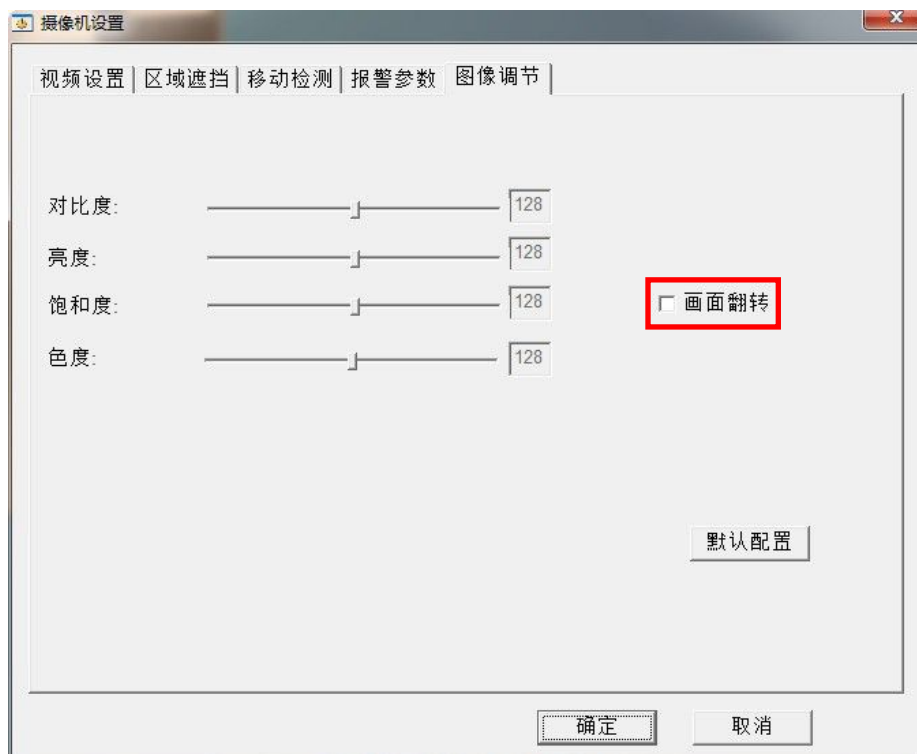 摄像机设置
视频设置 区域遮挡 移动检测 报警参数 图像调节
对比度: 128
亮度: 128
饱和度: 128 画面翻转
色度: 128
默认配置
确定 取消